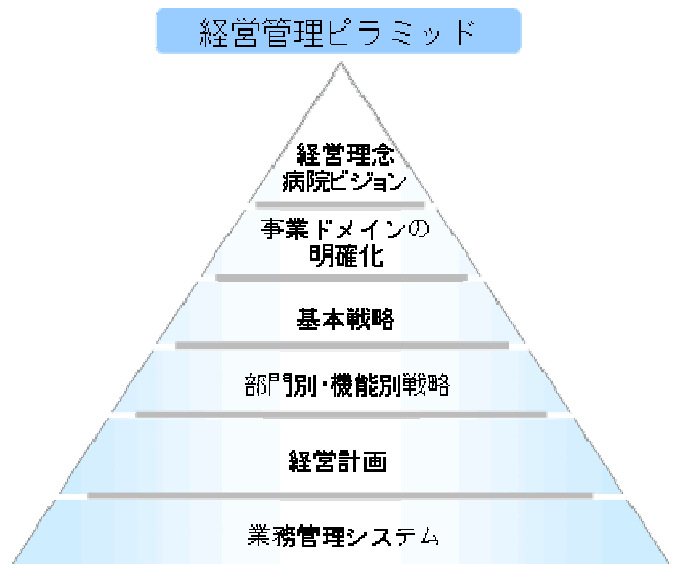 経営管理ピラミッド
経営理念
病院ビジョン
事業ドメインの
明確化
基本戦略
部門別・機能別戦略
経営計画
業務管理システム